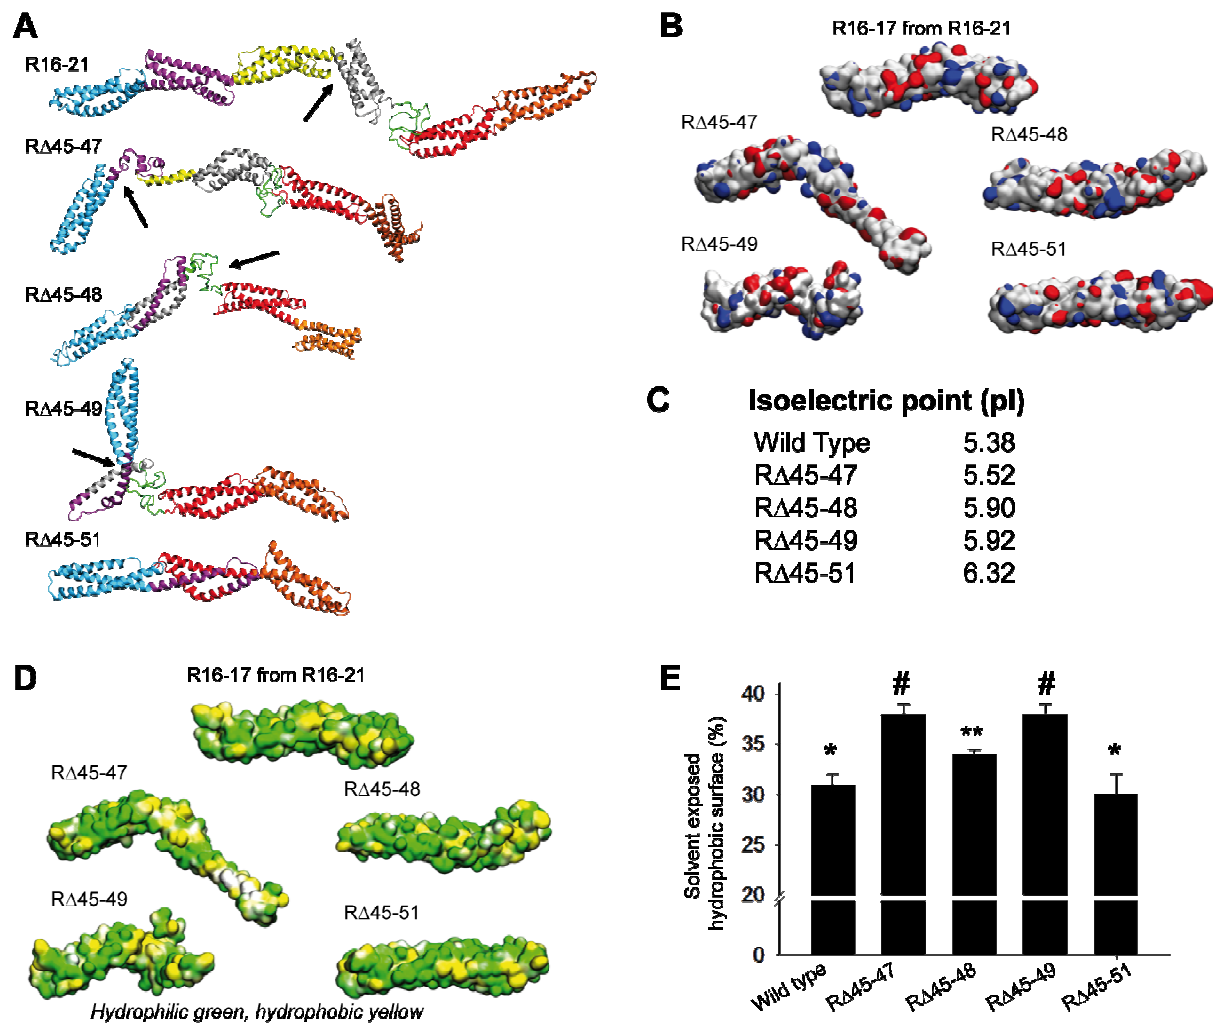 A
R16-21
RΔ45-47
RΔ45-48
RΔ45-49
RΔ45-51
B
R16-17 from R16-21
RΔ45-47
RΔ45-48
RΔ45-49
RΔ45-51
C
Isoelectric point (pI)
Wild Type 5.38
RΔ45-47 5.52
RΔ45-48 5.90
RΔ45-49 5.92
RΔ45-51 6.32
D
R16-17 from R16-21
RΔ45-47
RΔ45-48
RΔ45-49
RΔ45-51
Hydrophilic green, hydrophobic yellow
E
Solvent exposed
hydrophobic surface (%)
40
35
30
25
20
0
*
#
**
#
*
Wild type
RΔ45-47
RΔ45-48
RΔ45-49
RΔ45-51